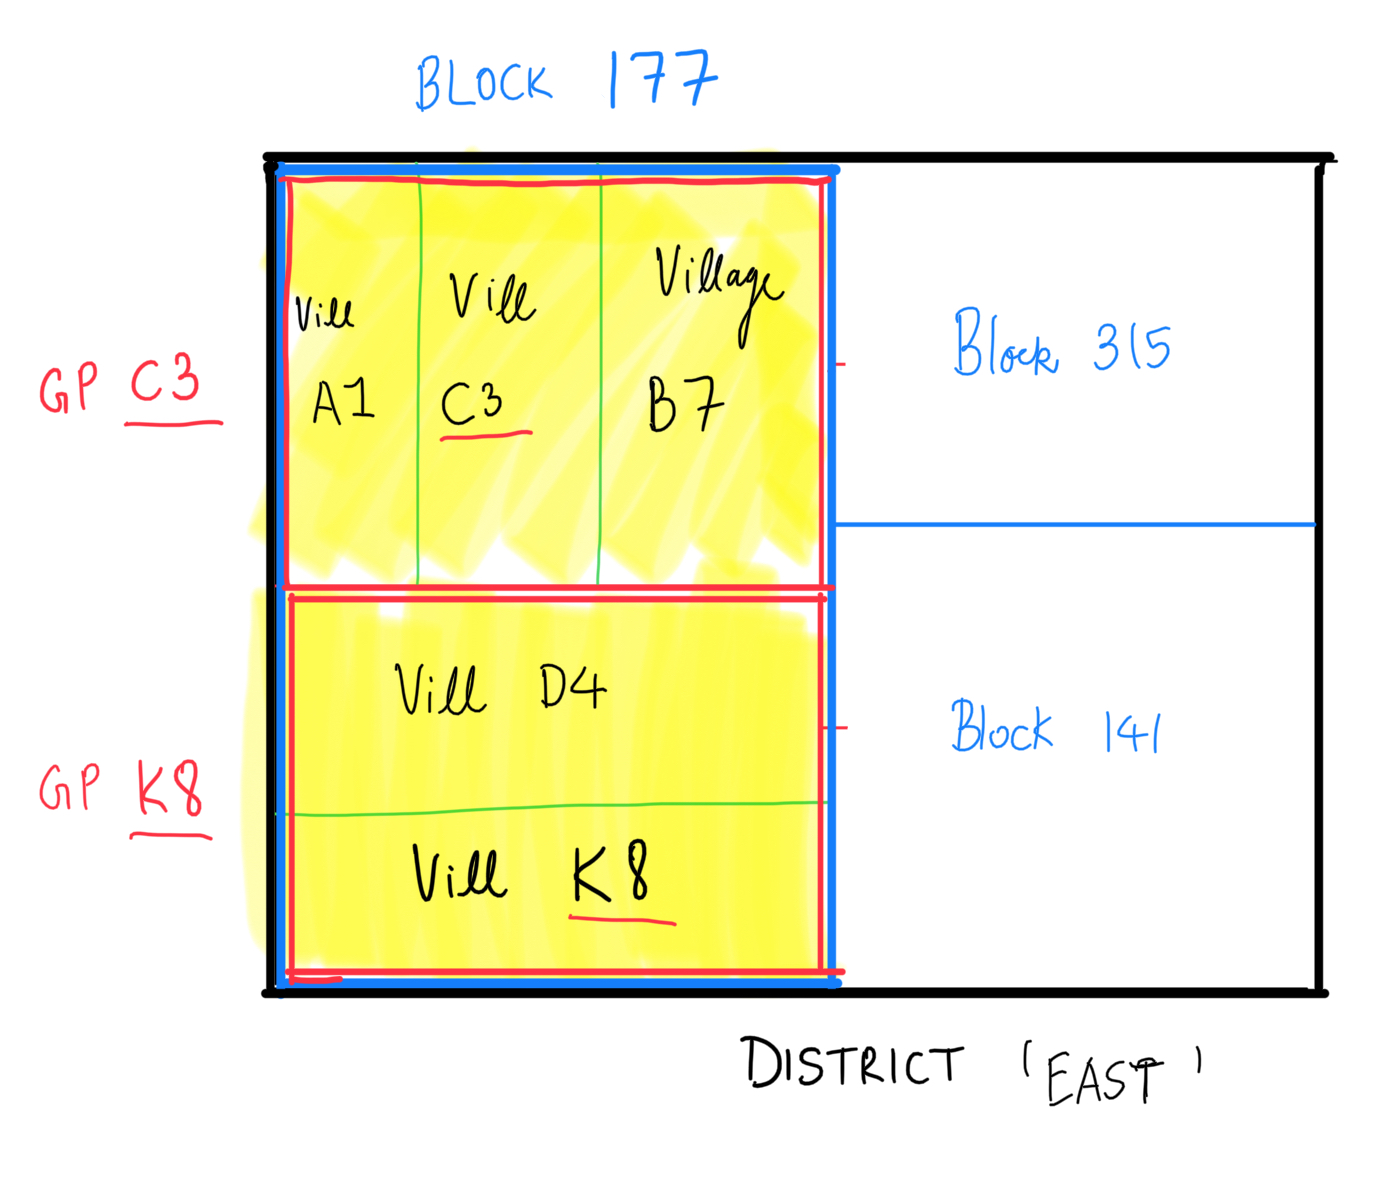 BLOCK 177
Vill
A1
Vill
C3
Village
B7
GP C3
Block 315
Vill D4
GP K8
Vill K8
Block 141
DISTRICT 'EAST'